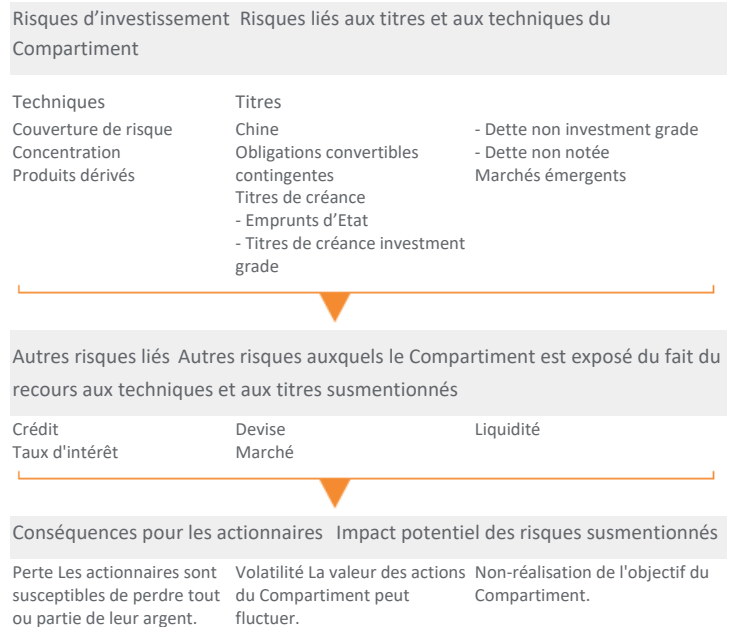 Risques d’investissement Risques liés aux titres et aux techniques du
Compartiment
Techniques
Couverture de risque
Concentration
Produits dérivés
Titres
Chine
Obligations convertibles
contingentes
Titres de créance
- Emprunts d’Etat
- Titres de créance investment
grade
- Dette non investment grade
- Dette non notée
Marchés émergents
Autres risques liés Autres risques auxquels le Compartiment est exposé du fait du
recours aux techniques et aux titres susmentionnés
Crédit
Taux d'intérêt
Devise
Marché
Liquidité
Conséquences pour les actionnaires Impact potentiel des risques susmentionnés
Perte Les actionnaires sont
susceptibles de perdre tout
ou partie de leur argent.
Volatilité La valeur des actions
du Compartiment peut
fluctuer.
Non-réalisation de l'objectif du
Compartiment.